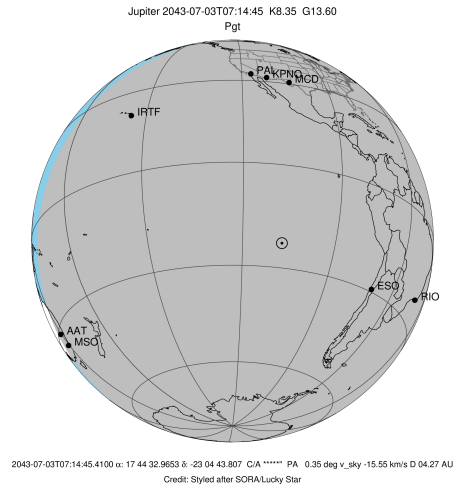 Jupiter 2043-07-03T07:14:45 K8.35 G13.60
Pgt
PAL KPNO MCD
IRTF
ESO
RIO
AAT
MSO
2043-07-03T07:14:45.4100 α: 17 44 32.9653 δ: -23 04 43.807 C/A *****" PA 0.35 deg v_sky -15.55 km/s D 04.27 AU
Credit: Styled after SORA/Lucky Star